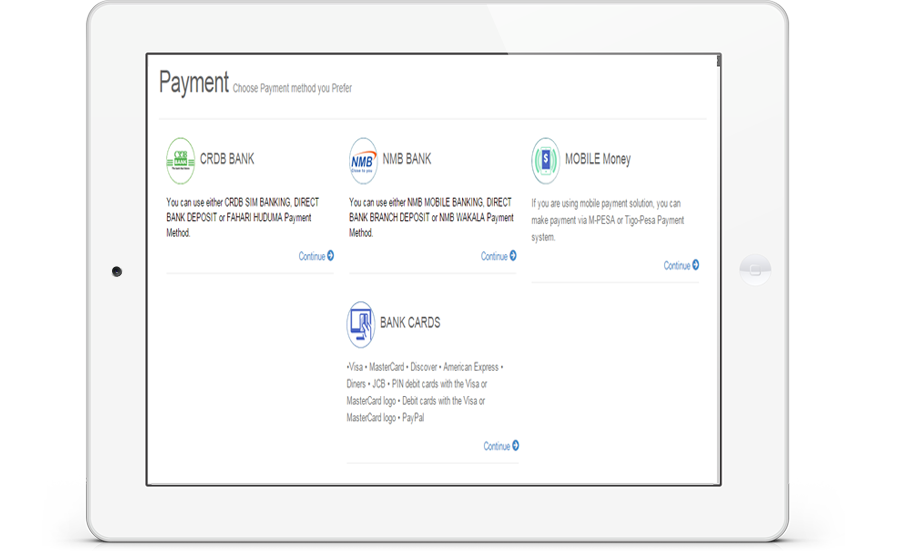 Payment Choose Payment method you Prefer
CRDB BANK
You can use either CRDB SIM BANKING, DIRECT
BANK DEPOSIT or FAHARI HUDUMA Payment
Method.
Continue
NMB
NMB BANK
You can use either NMB MOBILE BANKING, DIRECT
BANK BRANCH DEPOSIT or NMB WAKALA Payment
Method.
Continue
$
MOBILE Money
If you are using mobile payment solution, you can
make payment via M-PESA or Tigo-Pesa Payment
system.
Continue
BANK CARDS
•Visa • MasterCard • Discover • American Express •
Diners • JCB • PIN debit cards with the Visa or
MasterCard logo • Debit cards with the Visa or
MasterCard logo • PayPal
Continue